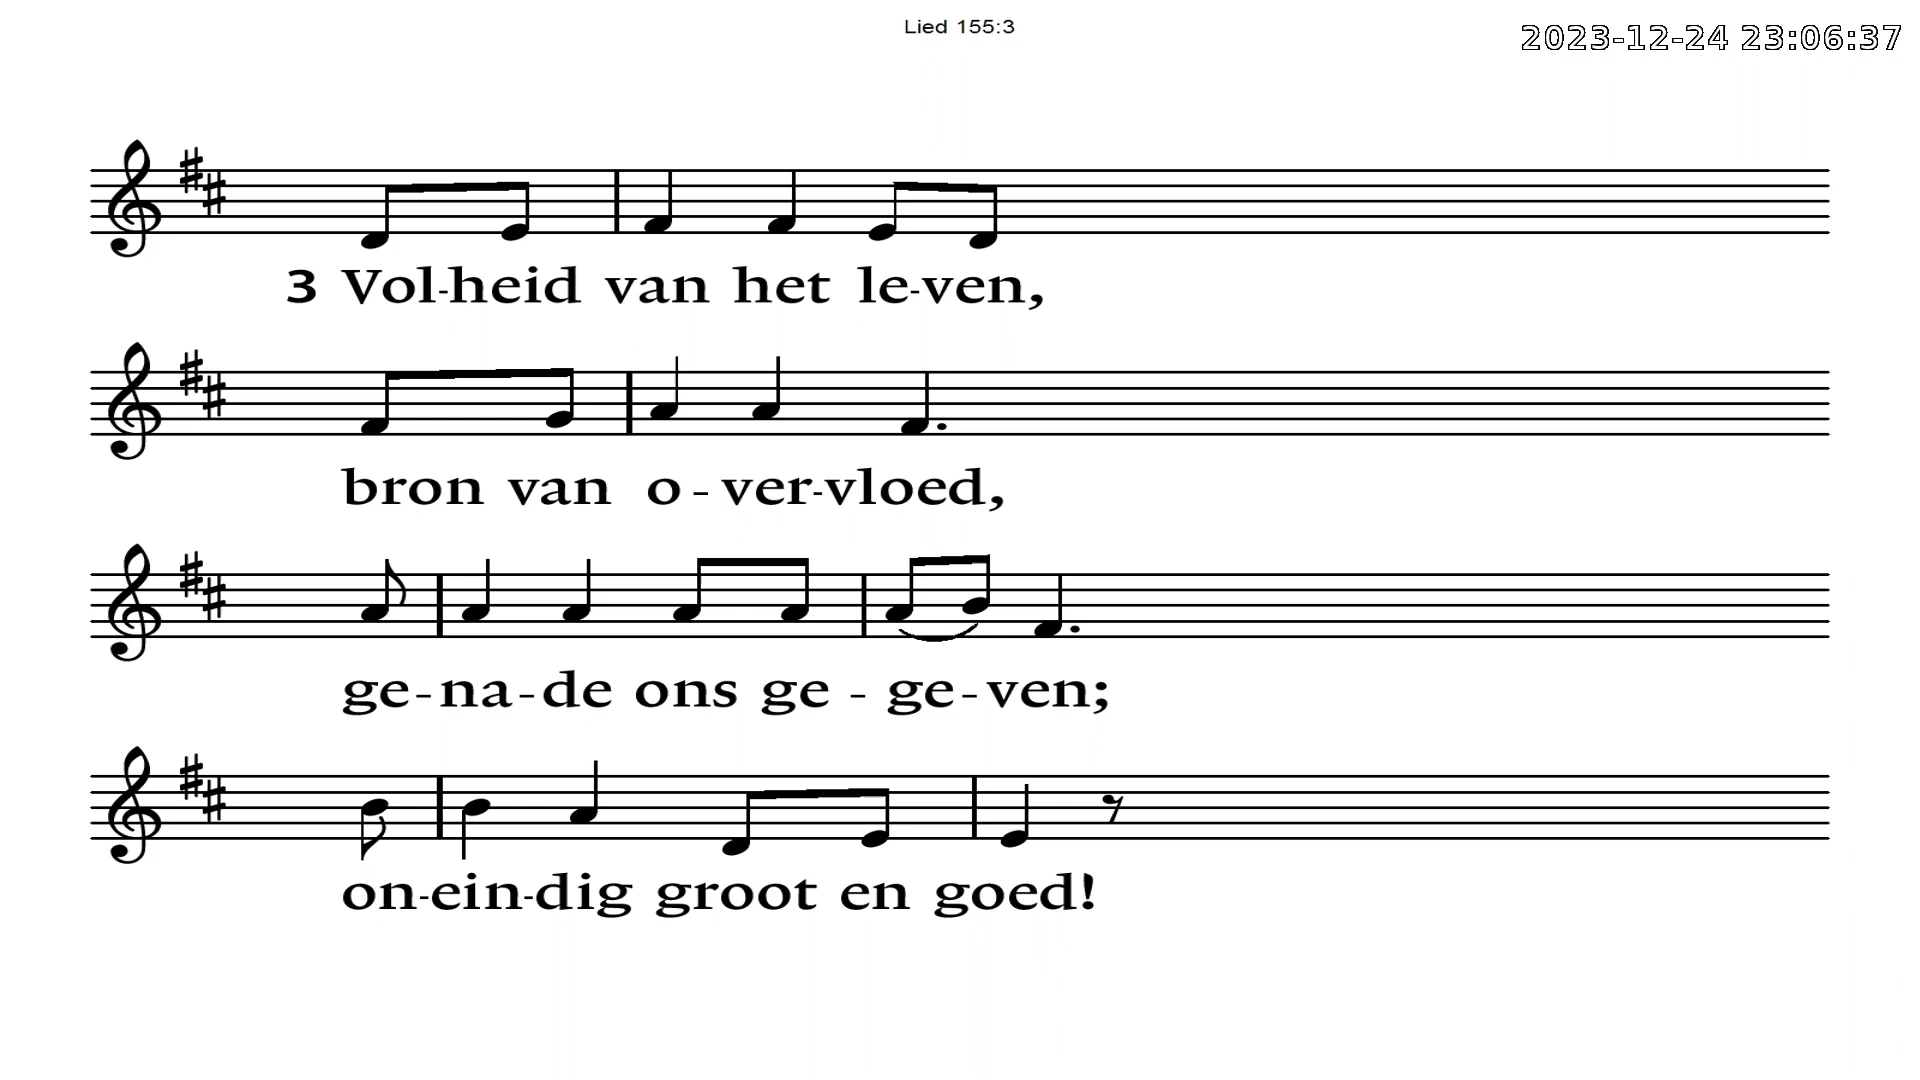 Lied 155:3
2023-12-24 23:06:37
3 Vol-heid van het le-ven,
bron van o-ver-vloed,
ge-na-de ons ge-ge-ven;
on-ein-dig groot en goed!